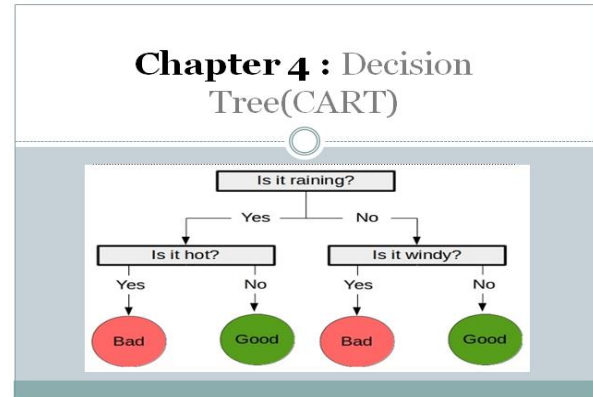 Chapter 4 : Decision
Tree(CART)
Is it raining?
Yes No
Is it hot? Is it windy?
Yes No Yes No
Bad Good Bad Good